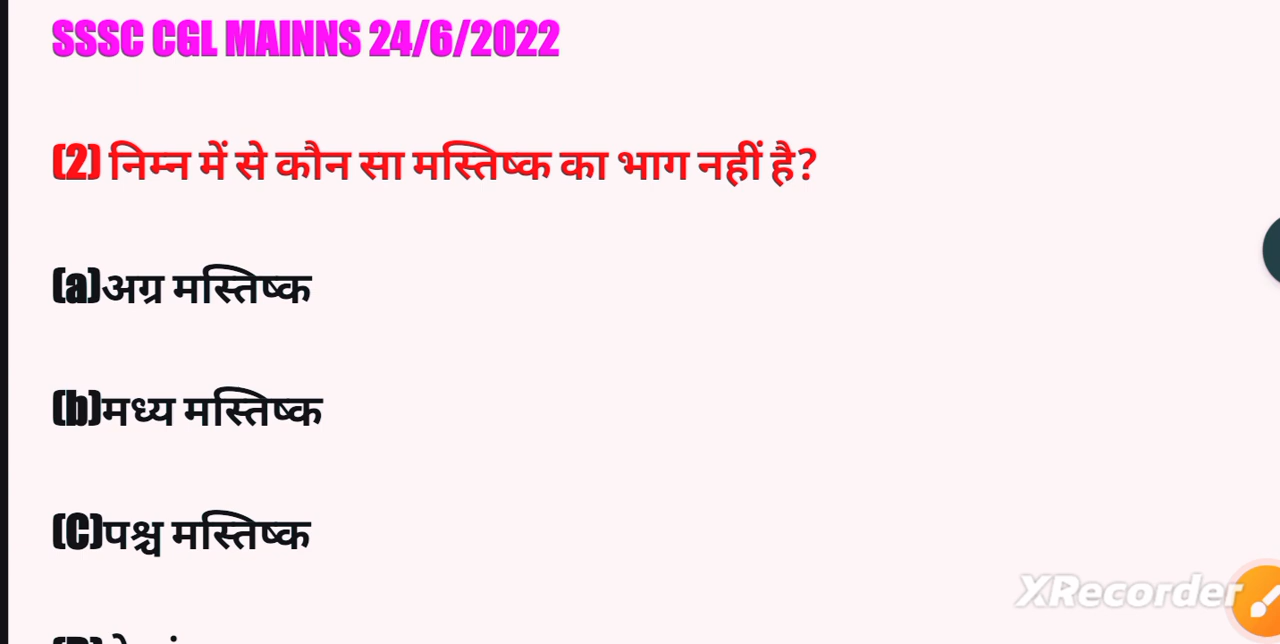 SSSC CGL MAINNS 24/6/2022
(2) निम्न में से कौन सा मस्तिष्क का भाग नहीं है?
(a)अग्र मस्तिष्क
(b)मध्य मस्तिष्क
(C)पश्च मस्तिष्क
XRecorder